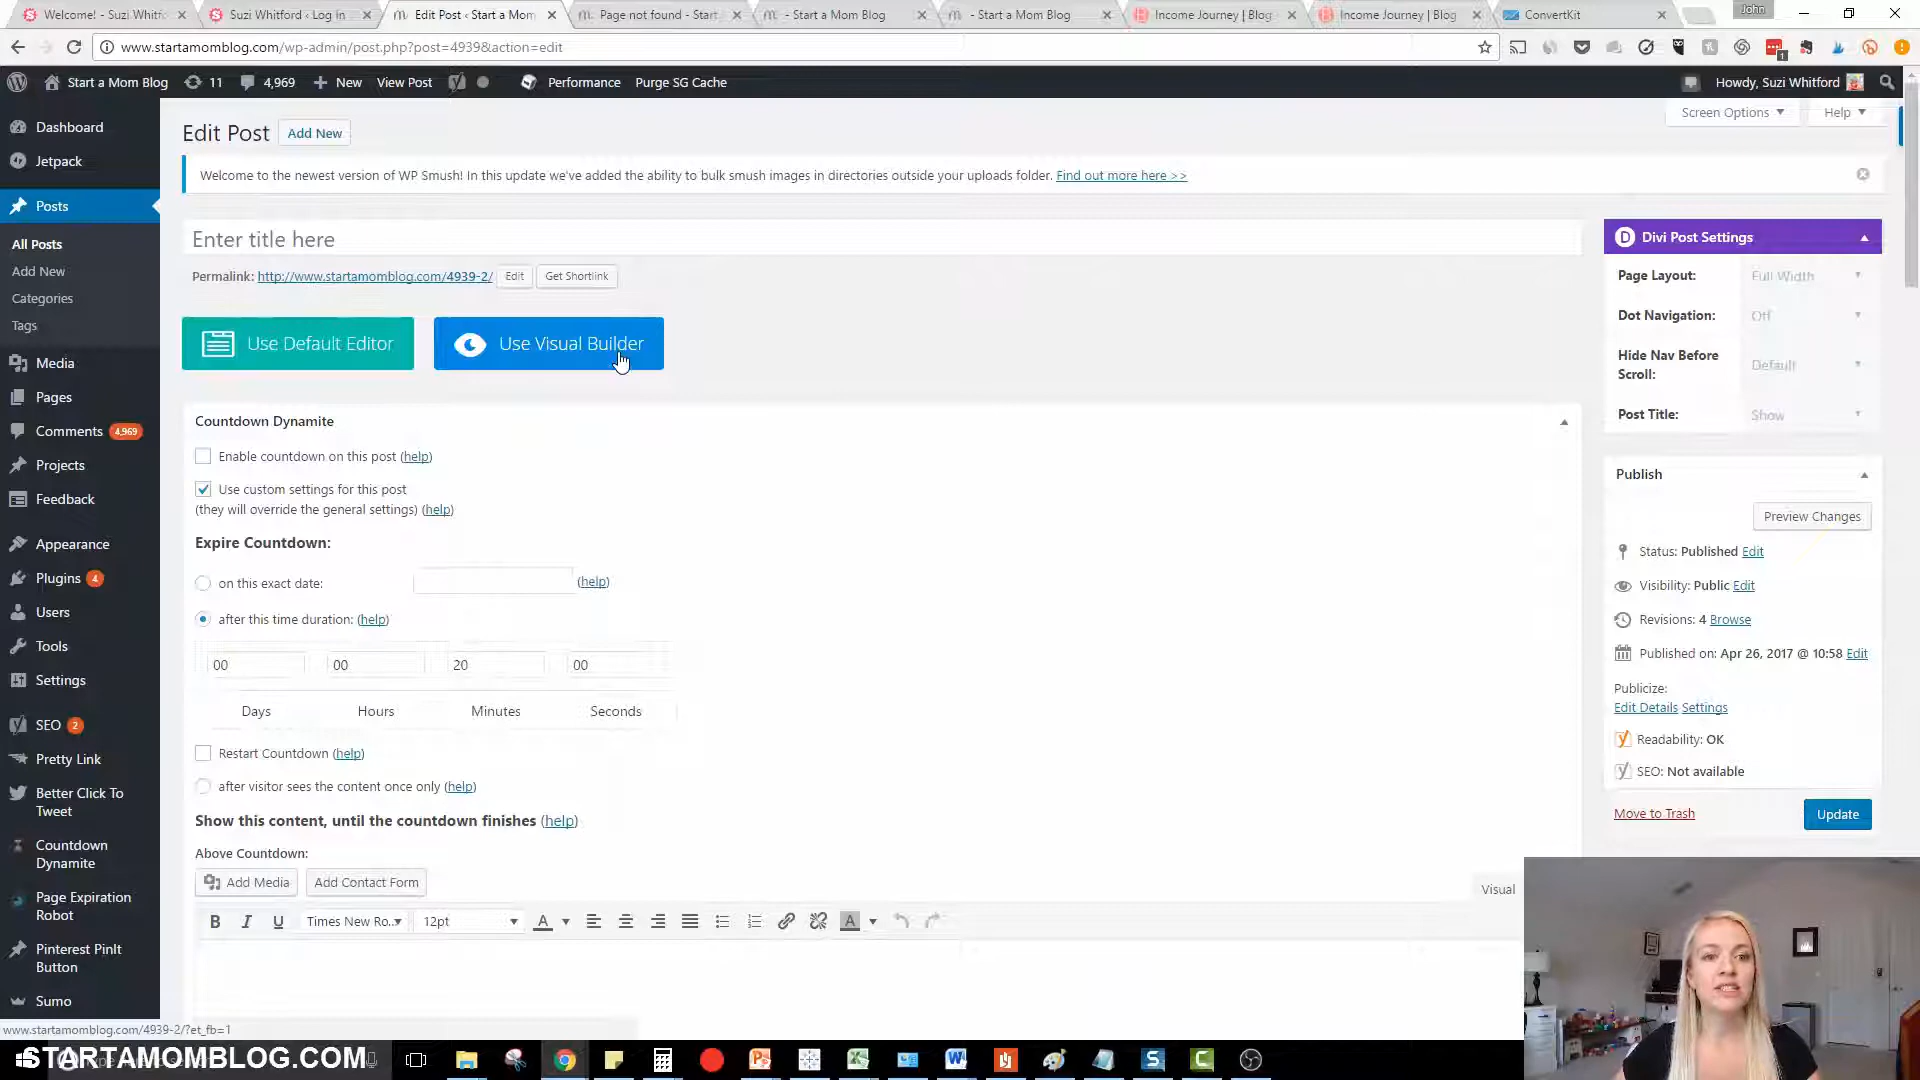 Welcome! - Suzi Whitf
Suzi Whitford ‹ Log In
Edit Post ‹ Start a Mom
Page not found - Start
- Start a Mom Blog
- Start a Mom Blog
Income Journey | Blog
Income Journey | Blog
ConvertKit
John
www.startamomblog.com/wp-admin/post.php?post=4939&action=edit
Start a Mom Blog
11
4,969
New
View Post
Performance
Purge SG Cache
Howdy, Suzi Whitford
Dashboard
Jetpack
Posts
All Posts
Add New
Categories
Tags
Media
Pages
Comments 4,969
Projects
Feedback
Appearance
Plugins 4
Users
Tools
Settings
SEO 2
Pretty Link
Better Click To
Tweet
Countdown
Dynamite
Page Expiration
Robot
Pinterest PinIt
Button
Sumo
Edit Post
Add New
Screen Options
Help
Welcome to the newest version of WP Smush! In this update we've added the ability to bulk smush images in directories outside your uploads folder. Find out more here >>
Enter title here
Permalink: http://www.startamomblog.com/4939-2/
Edit
Get Shortlink
Use Default Editor
Use Visual Builder
Countdown Dynamite
Enable countdown on this post (help)
Use custom settings for this post
(they will override the general settings) (help)
Expire Countdown:
on this exact date:
(help)
after this time duration: (help)
00 00 20 00
Days Hours Minutes Seconds
Restart Countdown (help)
after visitor sees the content once only (help)
Show this content, until the countdown finishes (help)
Above Countdown:
Add Media
Add Contact Form
Visual
B I U
Times New Ro...
12pt
A
A
D Divi Post Settings
Page Layout: Full Width
Dot Navigation: Off
Hide Nav Before
Scroll: Default
Post Title: Show
Publish
Preview Changes
Status: Published Edit
Visibility: Public Edit
Revisions: 4 Browse
Published on: Apr 26, 2017 @ 10:58 Edit
Publicize:
Edit Details Settings
Readability: OK
SEO: Not available
Move to Trash
Update
www.startamomblog.com/4939-2/?et_fb=1
STARTAMOMBLOG.COM